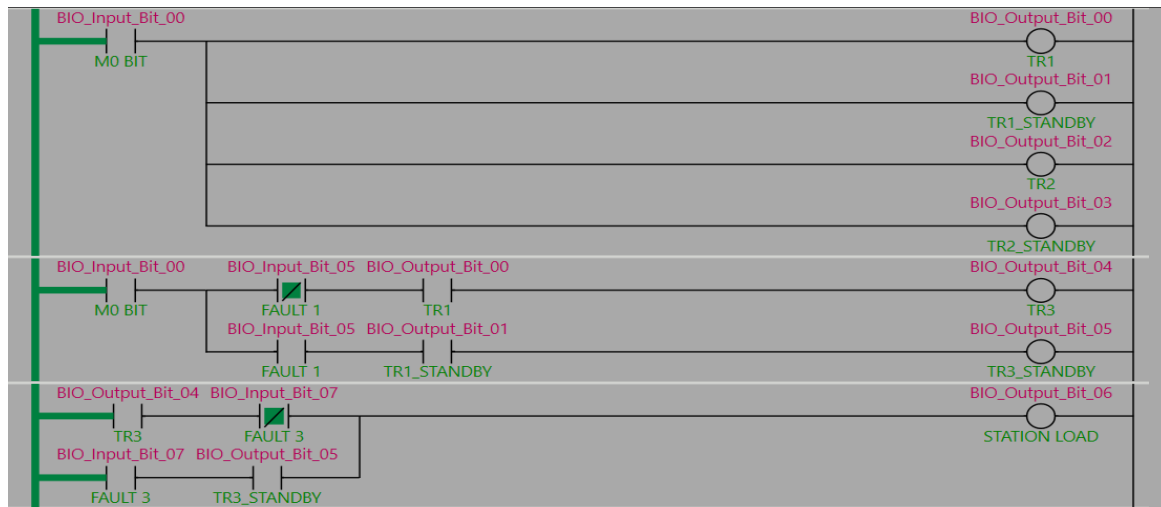 BIO_Input_Bit_00 BIO_Output_Bit_00
M0 BIT TR1
BIO_Output_Bit_01
TR1_STANDBY
BIO_Output_Bit_02
TR2
BIO_Output_Bit_03
TR2_STANDBY
BIO_Input_Bit_00 BIO_Input_Bit_05 BIO_Output_Bit_00 BIO_Output_Bit_04
M0 BIT FAULT 1 TR1 TR3
BIO_Input_Bit_05 BIO_Output_Bit_01 BIO_Output_Bit_05
FAULT 1 TR1_STANDBY TR3_STANDBY
BIO_Output_Bit_04 BIO_Input_Bit_07 BIO_Output_Bit_06
TR3 FAULT 3 STATION LOAD
BIO_Input_Bit_07 BIO_Output_Bit_05
FAULT 3 TR3_STANDBY